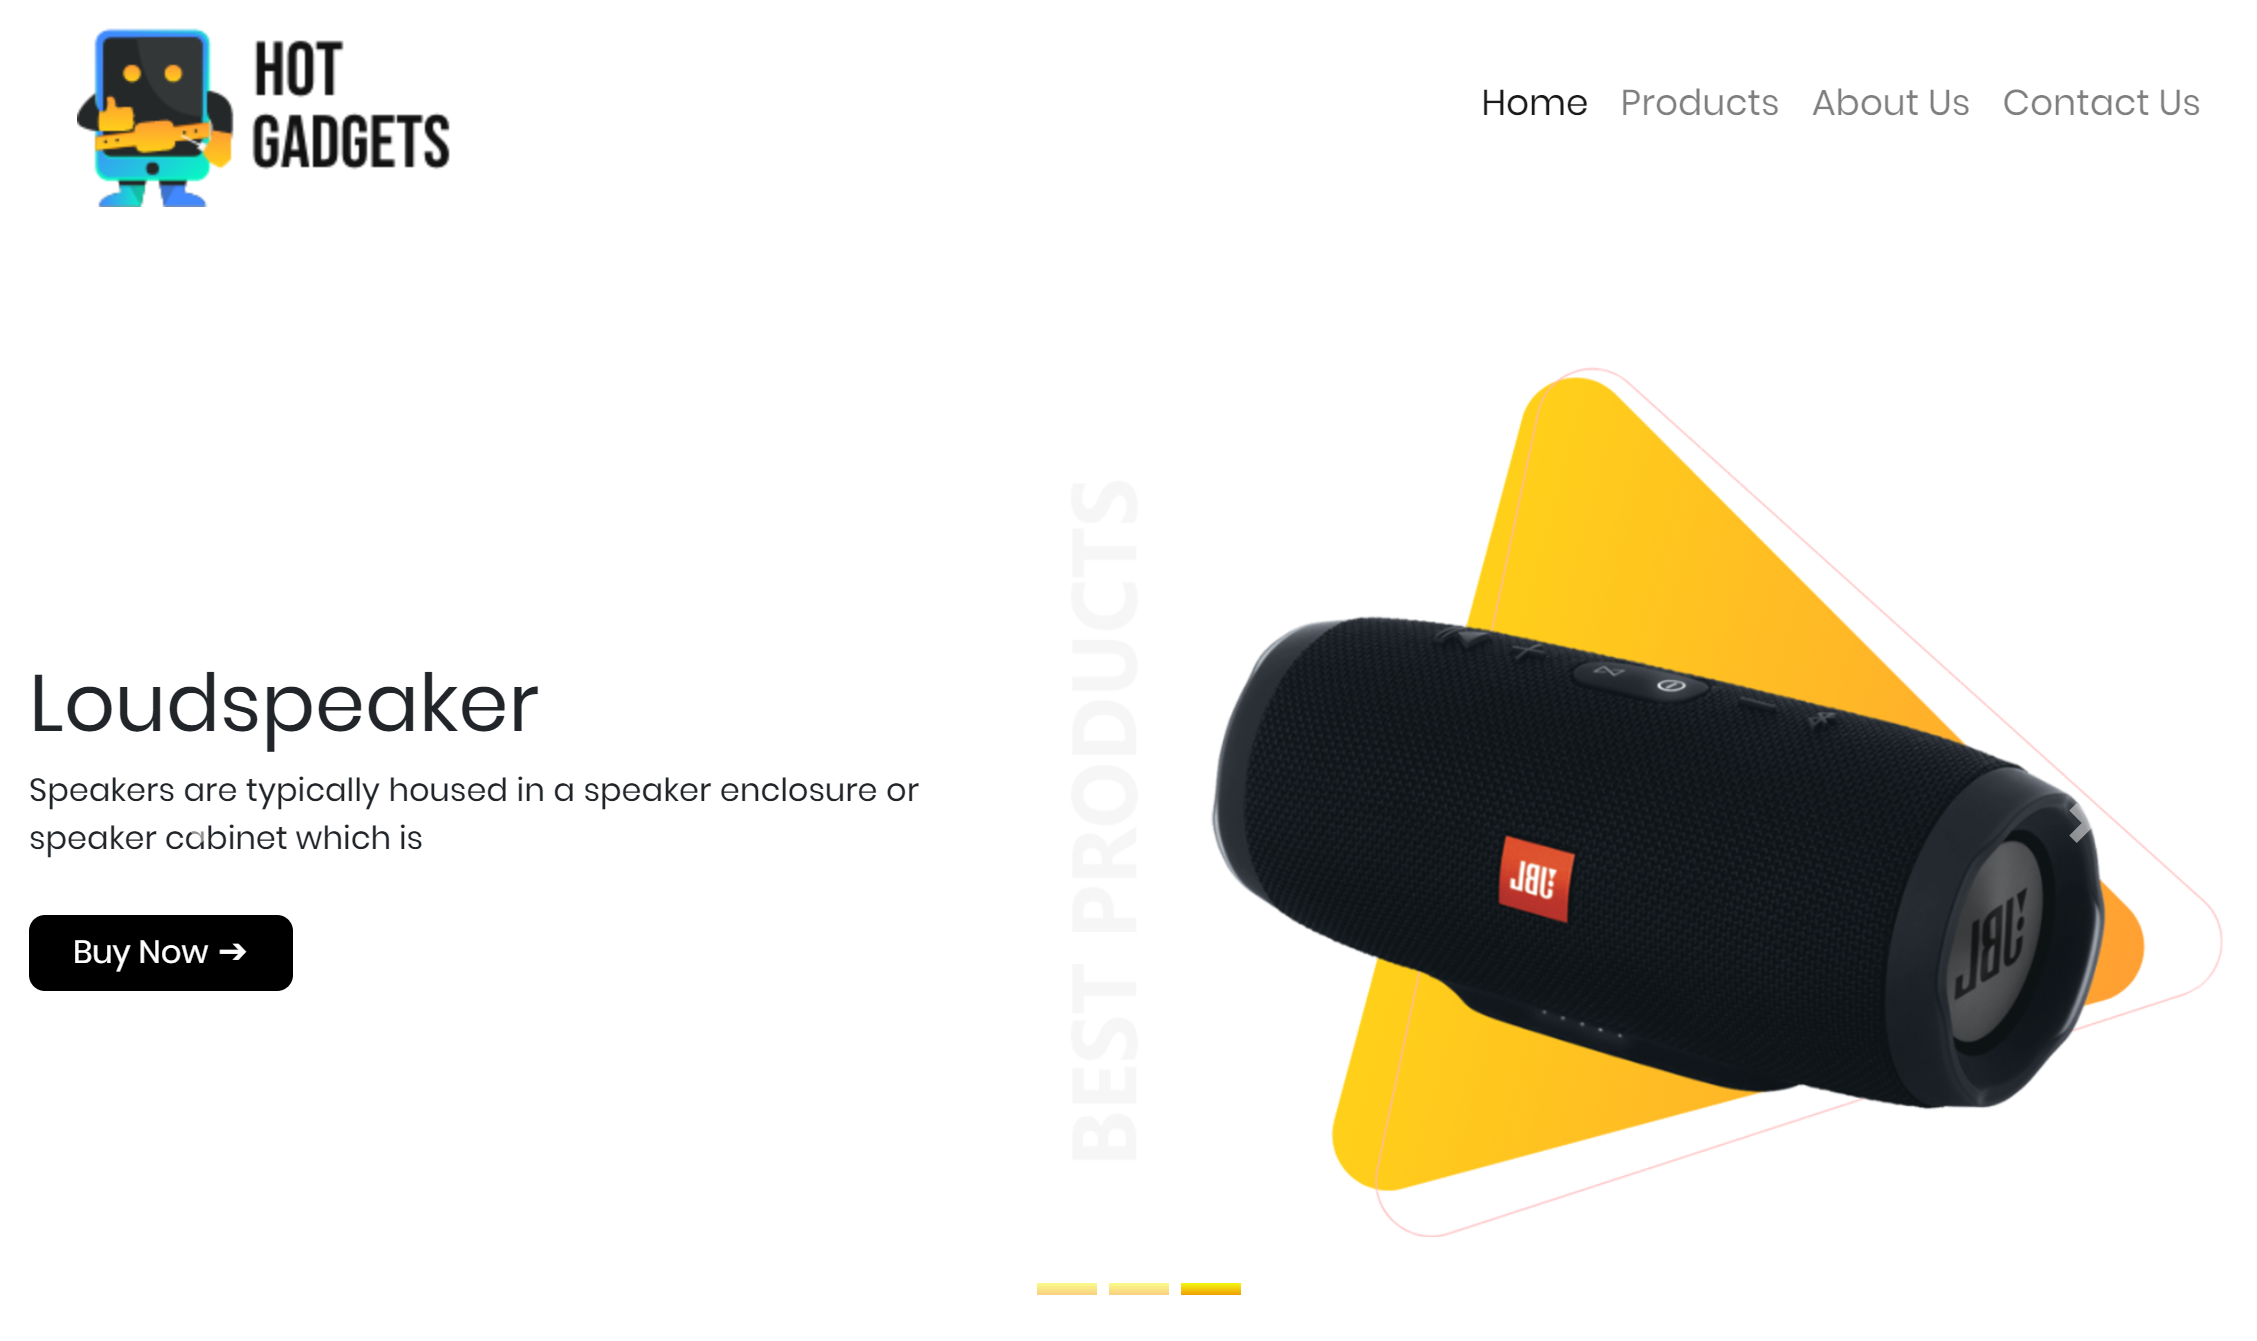 HOT
GADGETS
Home Products About Us Contact Us
BEST PRODUCTS
Loudspeaker
Speakers are typically housed in a speaker enclosure or
speaker cabinet which is
Buy Now ➔
JBL
JBL